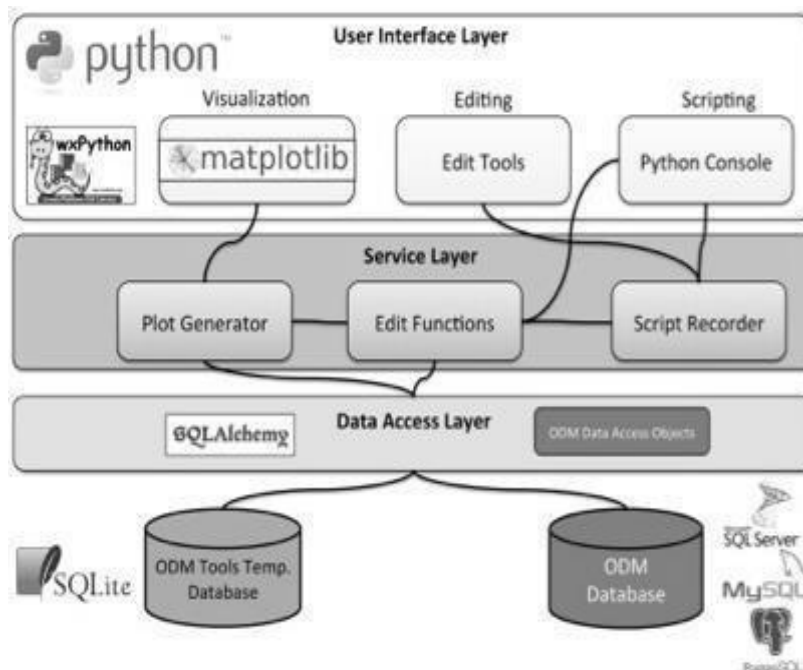 User Interface Layer
python™
Visualization
Editing
Scripting
wxPython
matplotlib
Edit Tools
Python Console
Service Layer
Plot Generator
Edit Functions
Script Recorder
Data Access Layer
SQLAlchemy
ODM Data Access Objects
SQLite
ODM Tools Temp.
Database
ODM
Database
SQL Server
MySQL
PostgreSQL